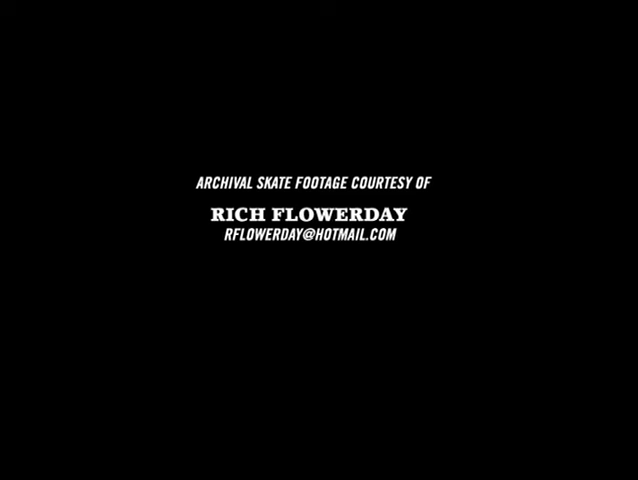 ARCHIVAL SKATE FOOTAGE COURTESY OF
RICH FLOWERDAY
RFLOWERDAY@HOTMAIL.COM